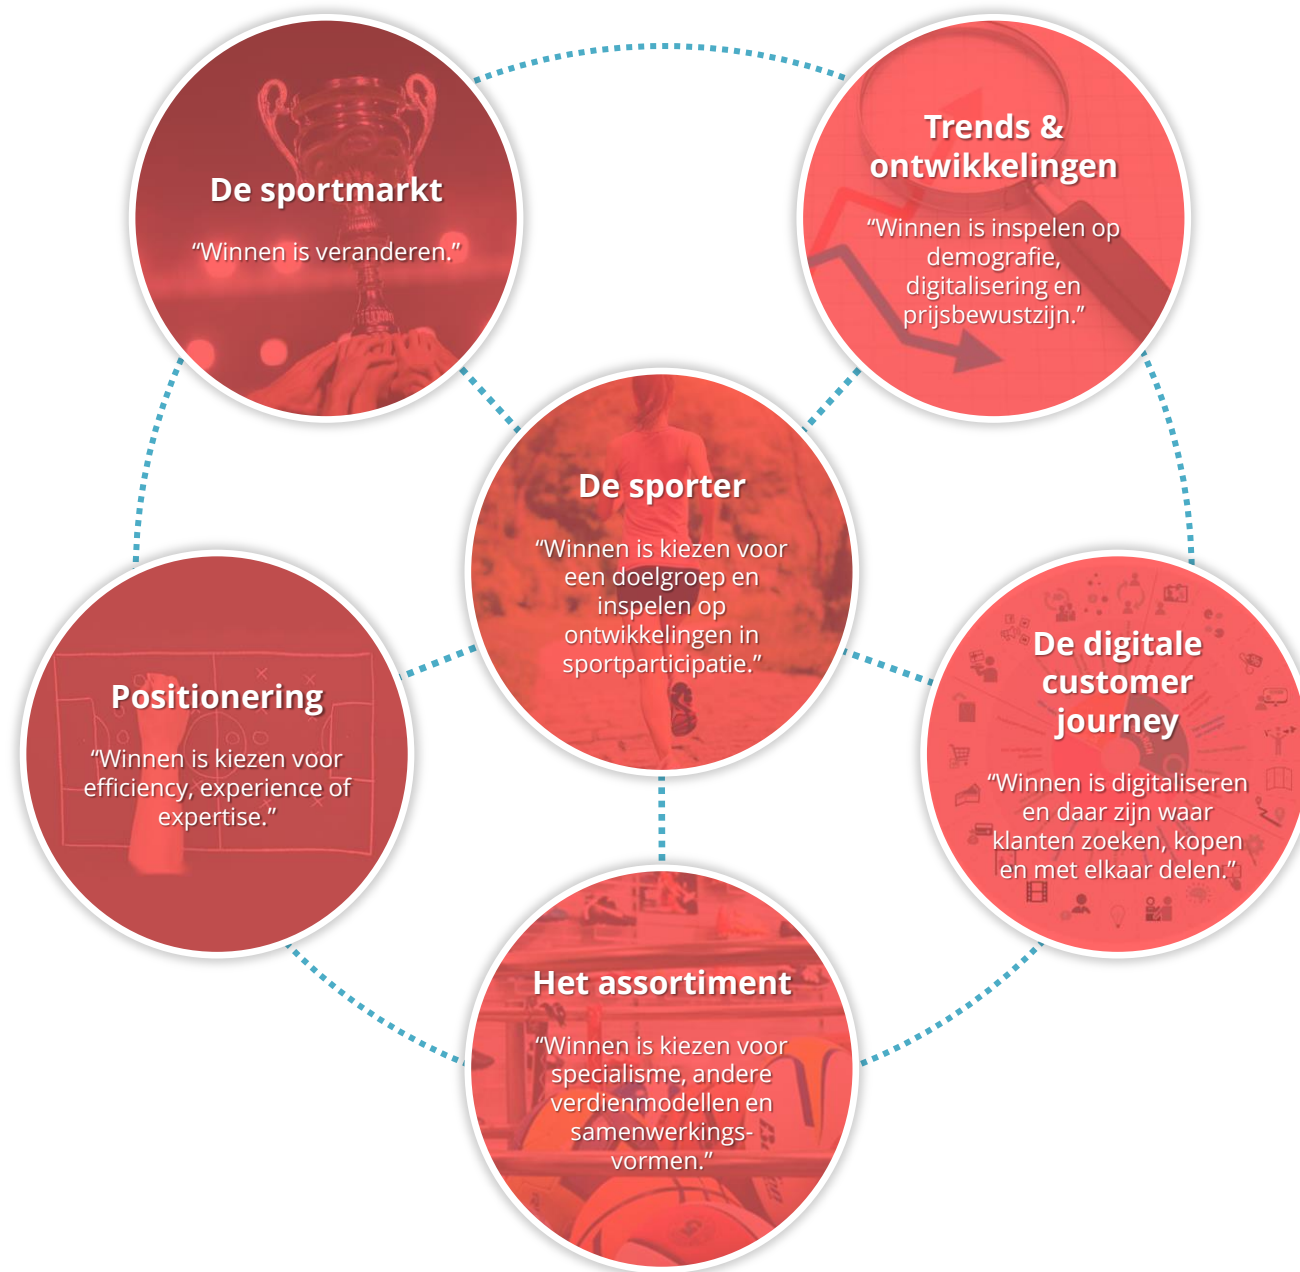 De sportmarkt
“Winnen is veranderen.”
Trends &
ontwikkelingen
“Winnen is inspelen op
demografie,
digitalisering en
prijsbewustzijn.”
De sporter
“Winnen is kiezen voor
een doelgroep en
inspelen op
ontwikkelingen in
sportparticipatie.”
Positionering
“Winnen is kiezen voor
efficiency, experience of
expertise.”
De digitale
customer
journey
“Winnen is digitaliseren
en daar zijn waar
klanten zoeken, kopen
en met elkaar delen.”
Het assortiment
“Winnen is kiezen voor
specialisme, andere
verdienmodellen en
samenwerkings-
vormen.”